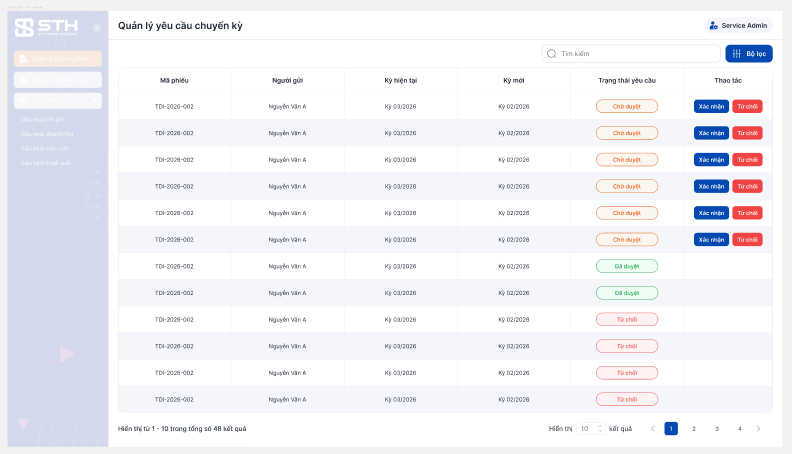 STH
Quản lý yêu cầu chuyển kỳ
Service Admin
Tìm kiếm
Bộ lọc
Mã phiếu Người gửi Kỳ hiện tại Kỳ mới Trạng thái yêu cầu Thao tác
TDI-2026-002 Nguyễn Văn A Kỳ 03/2026 Kỳ 02/2026 Chờ duyệt Xác nhận Từ chối
TDI-2026-002 Nguyễn Văn A Kỳ 03/2026 Kỳ 02/2026 Chờ duyệt Xác nhận Từ chối
TDI-2026-002 Nguyễn Văn A Kỳ 03/2026 Kỳ 02/2026 Chờ duyệt Xác nhận Từ chối
TDI-2026-002 Nguyễn Văn A Kỳ 03/2026 Kỳ 02/2026 Chờ duyệt Xác nhận Từ chối
TDI-2026-002 Nguyễn Văn A Kỳ 03/2026 Kỳ 02/2026 Chờ duyệt Xác nhận Từ chối
TDI-2026-002 Nguyễn Văn A Kỳ 03/2026 Kỳ 02/2026 Chờ duyệt Xác nhận Từ chối
TDI-2026-002 Nguyễn Văn A Kỳ 03/2026 Kỳ 02/2026 Đã duyệt
TDI-2026-002 Nguyễn Văn A Kỳ 03/2026 Kỳ 02/2026 Đã duyệt
TDI-2026-002 Nguyễn Văn A Kỳ 03/2026 Kỳ 02/2026 Từ chối
TDI-2026-002 Nguyễn Văn A Kỳ 03/2026 Kỳ 02/2026 Từ chối
TDI-2026-002 Nguyễn Văn A Kỳ 03/2026 Kỳ 02/2026 Từ chối
TDI-2026-002 Nguyễn Văn A Kỳ 03/2026 Kỳ 02/2026 Từ chối
Hiển thị từ 1 - 10 trong tổng số 48 kết quả
Hiển thị 10 kết quả 1 2 3 4
Đầu mục chi phí
Đầu mục doanh thu
Cấu hình thu - chi
Cấu hình thuế suất